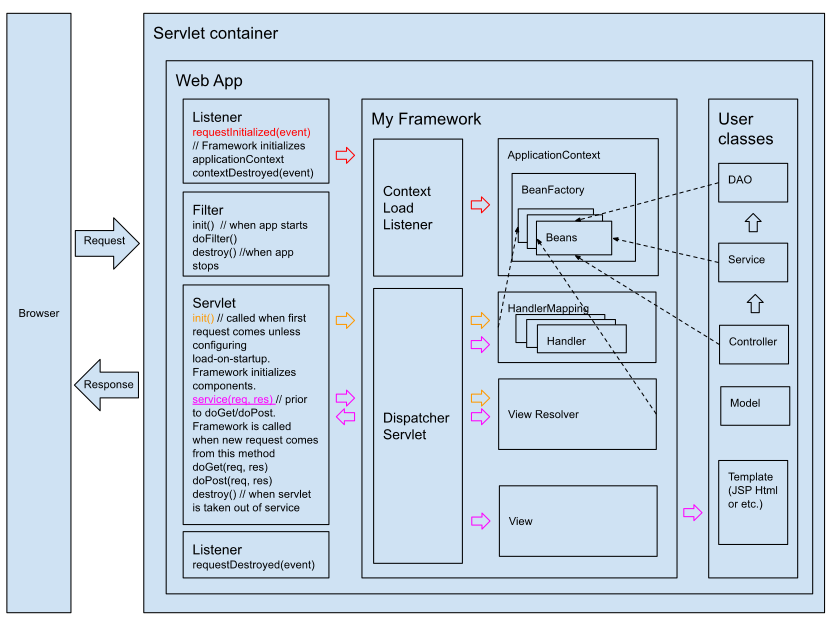 Servlet container
Web App
Browser
Request
Response
Listener
requestInitialized(event)
// Framework initializes
applicationContext
contextDestroyed(event)
Filter
init()  // when app starts
doFilter()
destroy() //when app
stops
Servlet
init() // called when first
request comes unless
configuring
load-on-startup.
Framework initializes
components.
service(req, res) // prior
to doGet/doPost.
Framework is called
when new request comes
from this method
doGet(req, res)
doPost(req, res)
destroy() // when servlet
is taken out of service
Listener
requestDestroyed(event)
My Framework
Context
Load
Listener
Dispatcher
Servlet
ApplicationContext
BeanFactory
Beans
HandlerMapping
Handler
View Resolver
View
User
classes
DAO
Service
Controller
Model
Template
(JSP Html
or etc.)